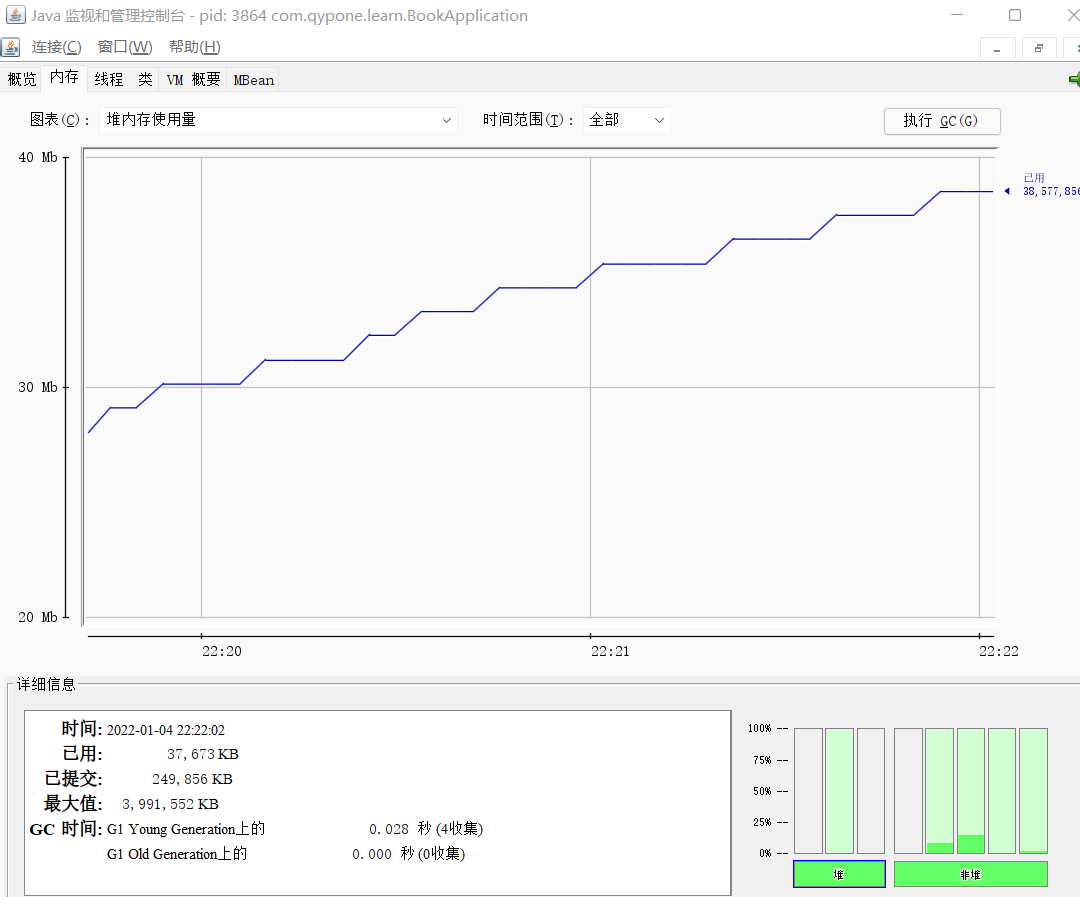 Java 监视和管理控制台 - pid: 3864 com.qypone.learn.BookApplication
连接(C) 窗口(W) 帮助(H)
概览 内存 线程 类 VM 概要 MBean
图表(C): 堆内存使用量 时间范围(T): 全部 执行 GC(G)
40 Mb
已用
38,577,856
30 Mb
20 Mb
22:20 22:21 22:22
详细信息
时间: 2022-01-04 22:22:02
已用: 37,673 KB
已提交: 249,856 KB
最大值: 3,991,552 KB
GC 时间: G1 Young Generation上的 0.028 秒 (4收集)
G1 Old Generation上的 0.000 秒 (0收集)
100% --
75% --
50% --
25% --
0% --
堆 非堆